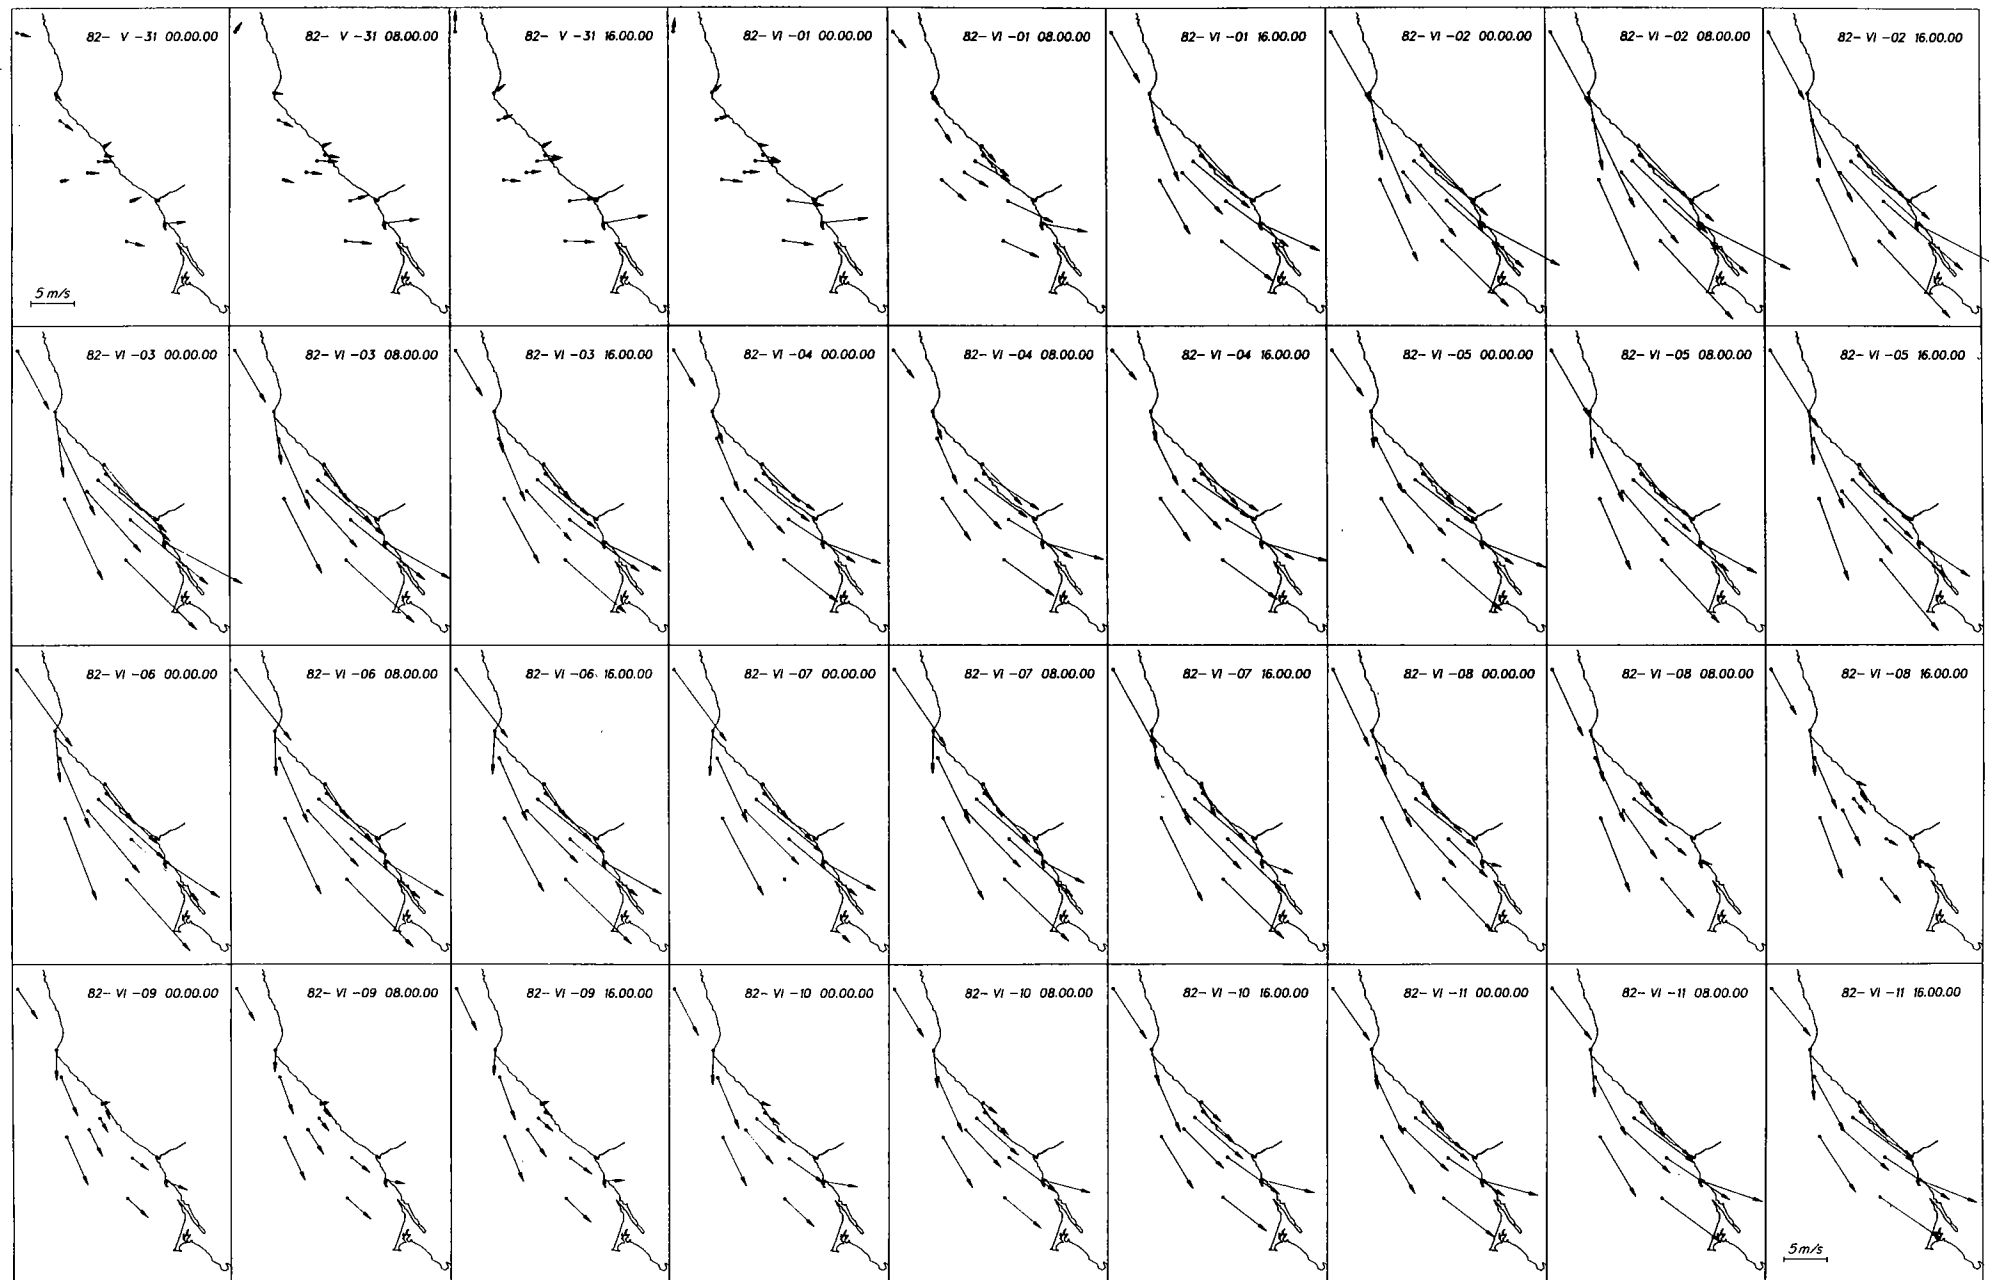 82- V -31 00.00.00
82- V -31 08.00.00
82- V -31 16.00.00
82- VI -01 00.00.00
82- VI -01 08.00.00
82- VI -01 16.00.00
82- VI -02 00.00.00
82- VI -02 08.00.00
82- VI -02 16.00.00
5 m/s
82- VI -03 00.00.00
82- VI -03 08.00.00
82- VI -03 16.00.00
82- VI -04 00.00.00
82- VI -04 08.00.00
82- VI -04 16.00.00
82- VI -05 00.00.00
82- VI -05 08.00.00
82- VI -05 16.00.00
82- VI -06 00.00.00
82- VI -06 08.00.00
82- VI -06 16.00.00
82- VI -07 00.00.00
82- VI -07 08.00.00
82- VI -07 16.00.00
82- VI -08 00.00.00
82- VI -08 08.00.00
82- VI -08 16.00.00
82- VI -09 00.00.00
82- VI -09 08.00.00
82- VI -09 16.00.00
82- VI -10 00.00.00
82- VI -10 08.00.00
82- VI -10 16.00.00
82- VI -11 00.00.00
82- VI -11 08.00.00
82- VI -11 16.00.00
5m/s